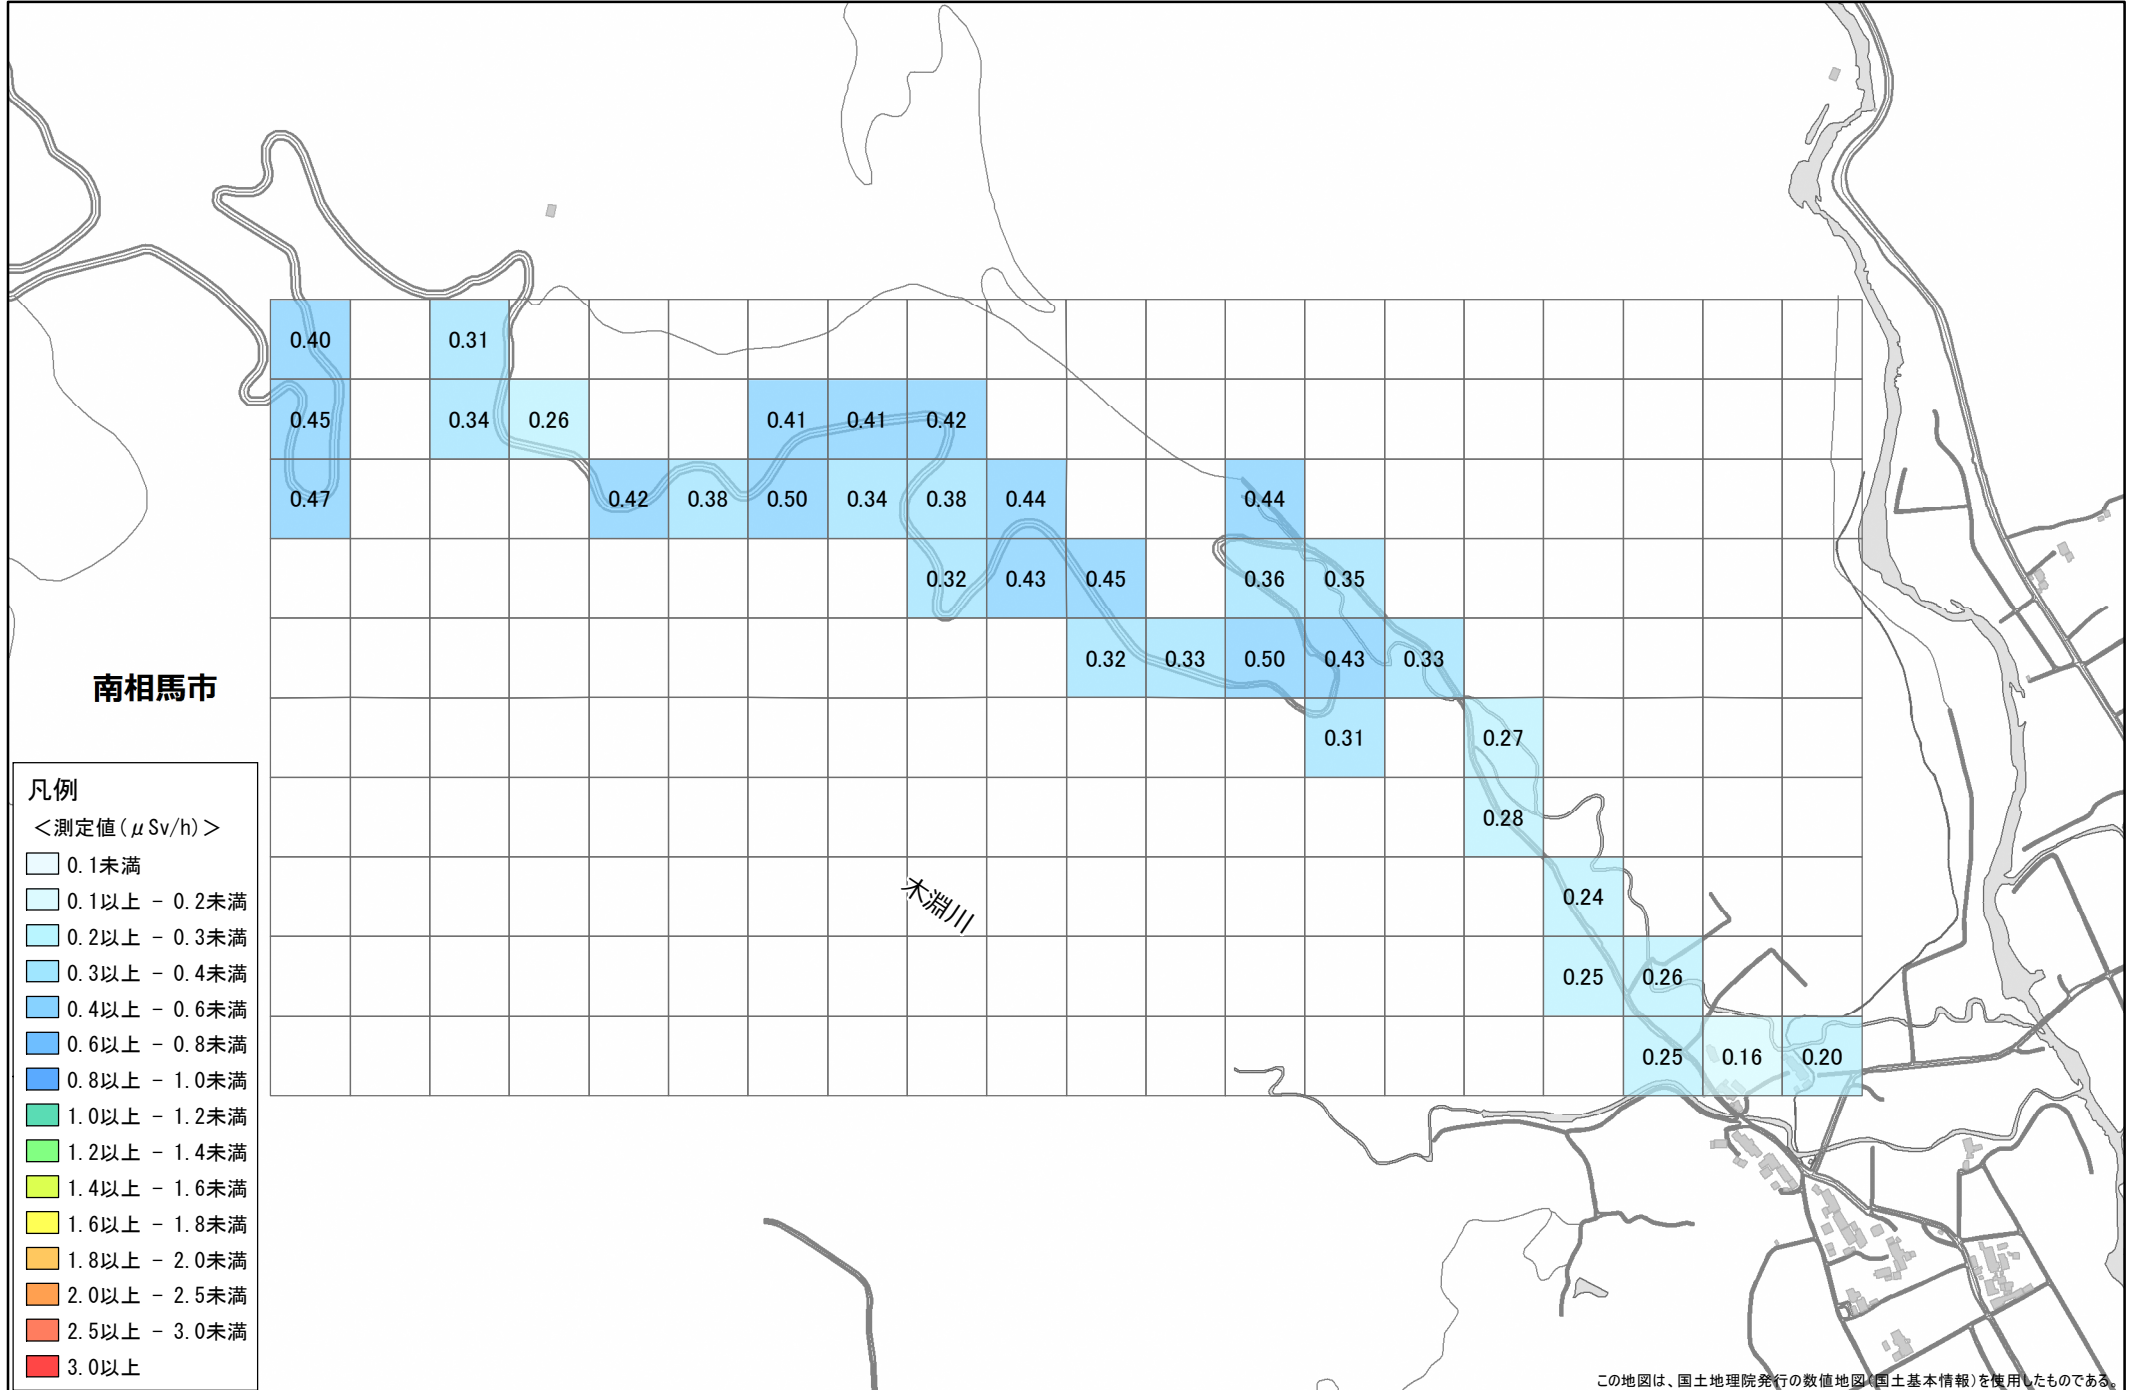 0.40 0.31
0.45 0.34 0.26 0.41 0.41 0.42
0.47 0.42 0.38 0.50 0.34 0.38 0.44 0.44
0.32 0.43 0.45 0.36 0.35
0.32 0.33 0.50 0.43 0.33
南相馬市
0.31 0.27
0.28
木淵川
0.24
0.25 0.26
0.25 0.16 0.20
凡例
＜測定値(μSv/h)＞
0.1未満
0.1以上 － 0.2未満
0.2以上 － 0.3未満
0.3以上 － 0.4未満
0.4以上 － 0.6未満
0.6以上 － 0.8未満
0.8以上 － 1.0未満
1.0以上 － 1.2未満
1.2以上 － 1.4未満
1.4以上 － 1.6未満
1.6以上 － 1.8未満
1.8以上 － 2.0未満
2.0以上 － 2.5未満
2.5以上 － 3.0未満
3.0以上
この地図は、国土地理院発行の数値地図(国土基本情報)を使用したものである。